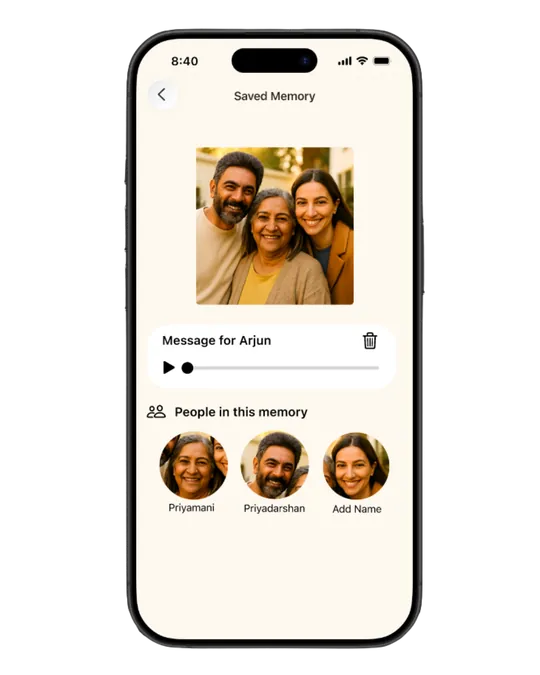 8:40
Saved Memory
Message for Arjun
People in this memory
Priyamani Priyadarshan Add Name